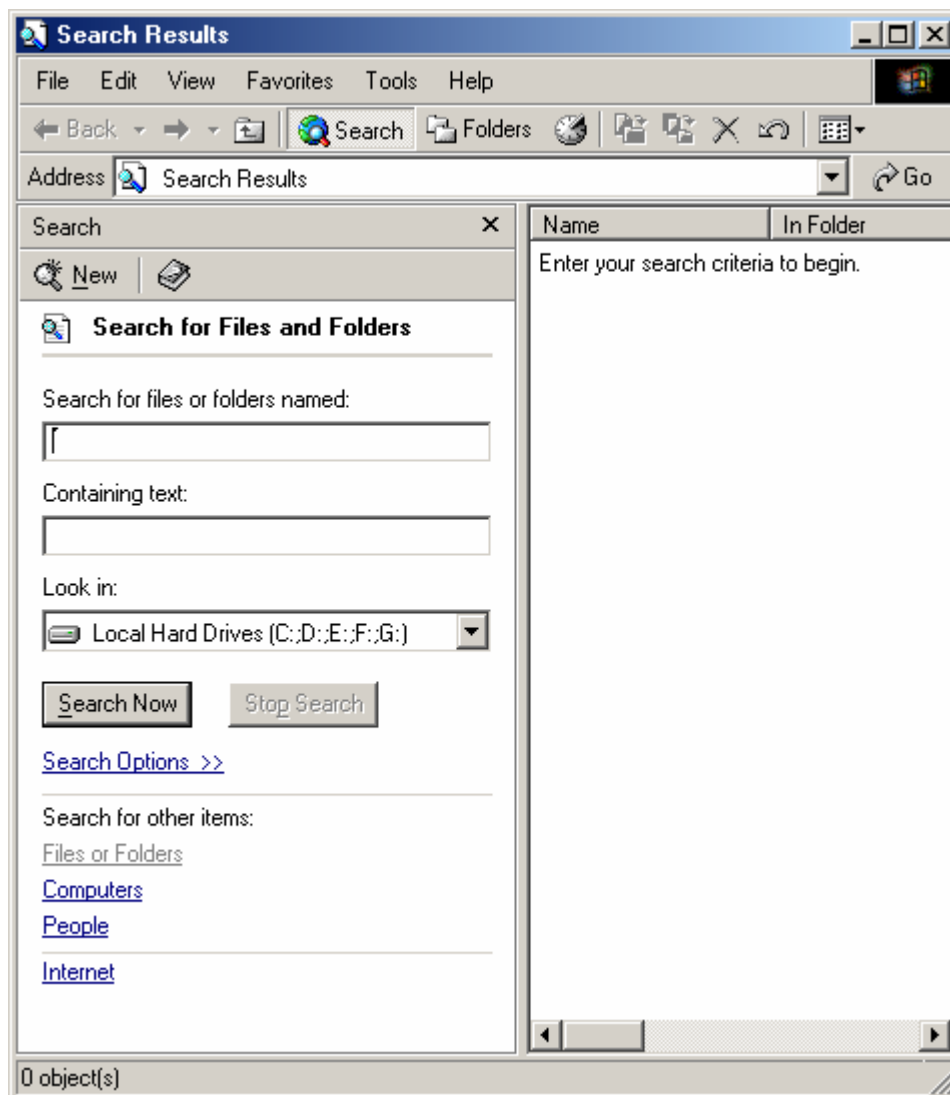 Search Results
File Edit View Favorites Tools Help
Back Search Folders
Address Search Results Go
Search
New
Search for Files and Folders
Search for files or folders named:
Containing text:
Look in:
Local Hard Drives (C:;D:;E:;F:;G:)
Search Now Stop Search
Search Options >>
Search for other items:
Files or Folders
Computers
People
Internet
Name In Folder
Enter your search criteria to begin.
0 object(s)